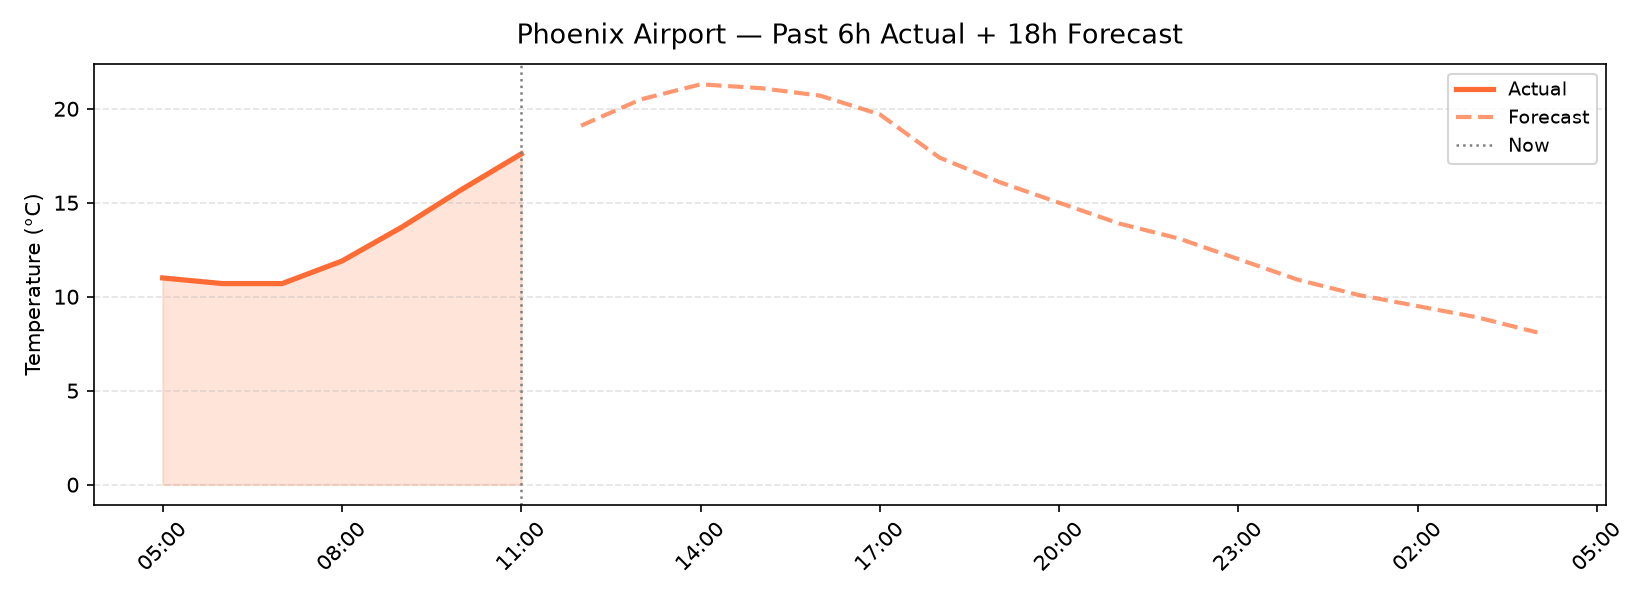 Phoenix Airport — Past 6h Actual + 18h Forecast
Actual
Forecast
Now
Temperature (°C)
20
15
10
5
0
05:00 08:00 11:00 14:00 17:00 20:00 23:00 02:00 05:00